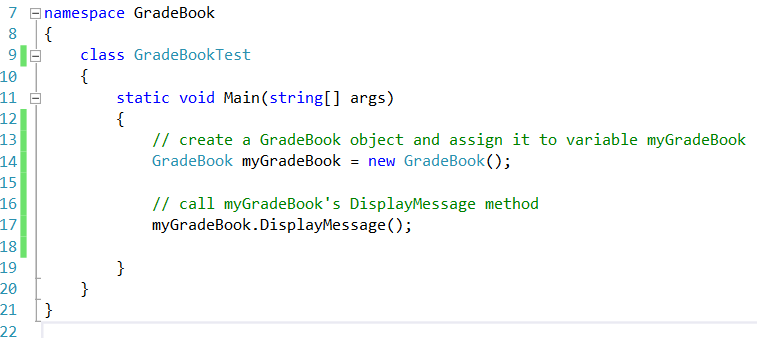 7 namespace GradeBook
8 {
9 class GradeBookTest
10 {
11 static void Main(string[] args)
12 {
13 // create a GradeBook object and assign it to variable myGradeBook
14 GradeBook myGradeBook = new GradeBook();
15
16 // call myGradeBook's DisplayMessage method
17 myGradeBook.DisplayMessage();
18
19 }
20 }
21 }
22